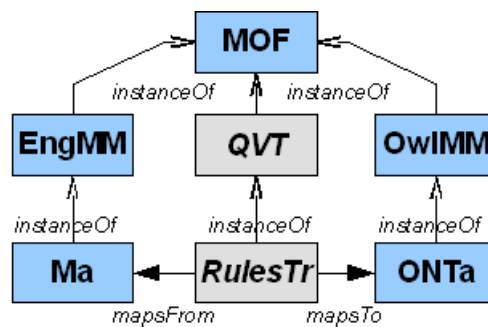 MOF
instanceOf instanceOf
EngMM QVT OwlMM
instanceOf instanceOf instanceOf
Ma RulesTr ONTa
mapsFrom mapsTo